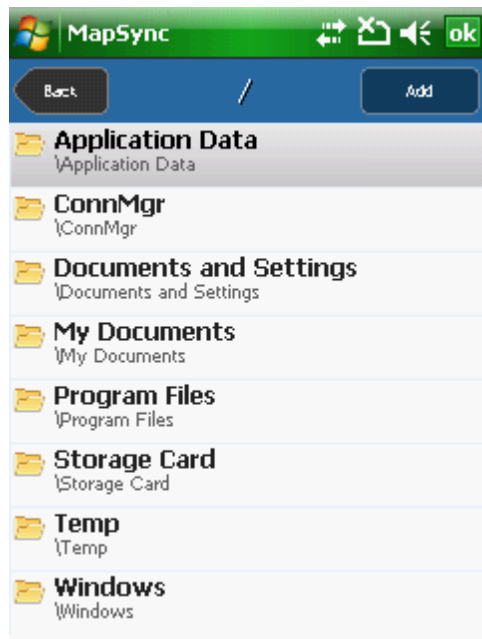 MapSync
ok
Back
/
Add
Application Data
\Application Data
ConnMgr
\ConnMgr
Documents and Settings
\Documents and Settings
My Documents
\My Documents
Program Files
\Program Files
Storage Card
\Storage Card
Temp
\Temp
Windows
\Windows